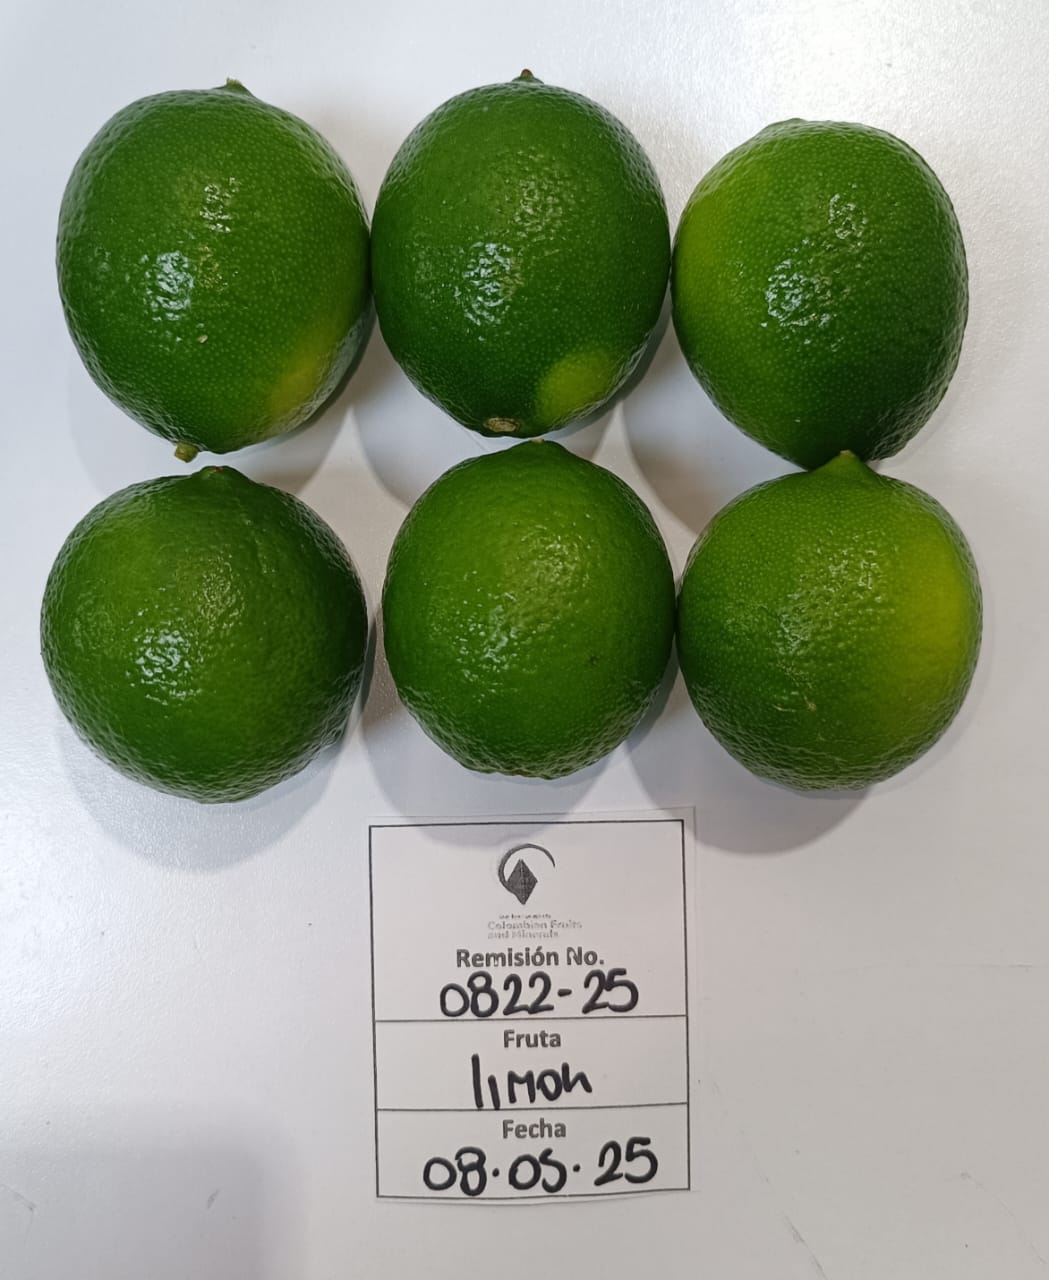 Colombian Fruits
and Minerals
Remisión No.
0822-25
Fruta
limon
Fecha
08.05.25